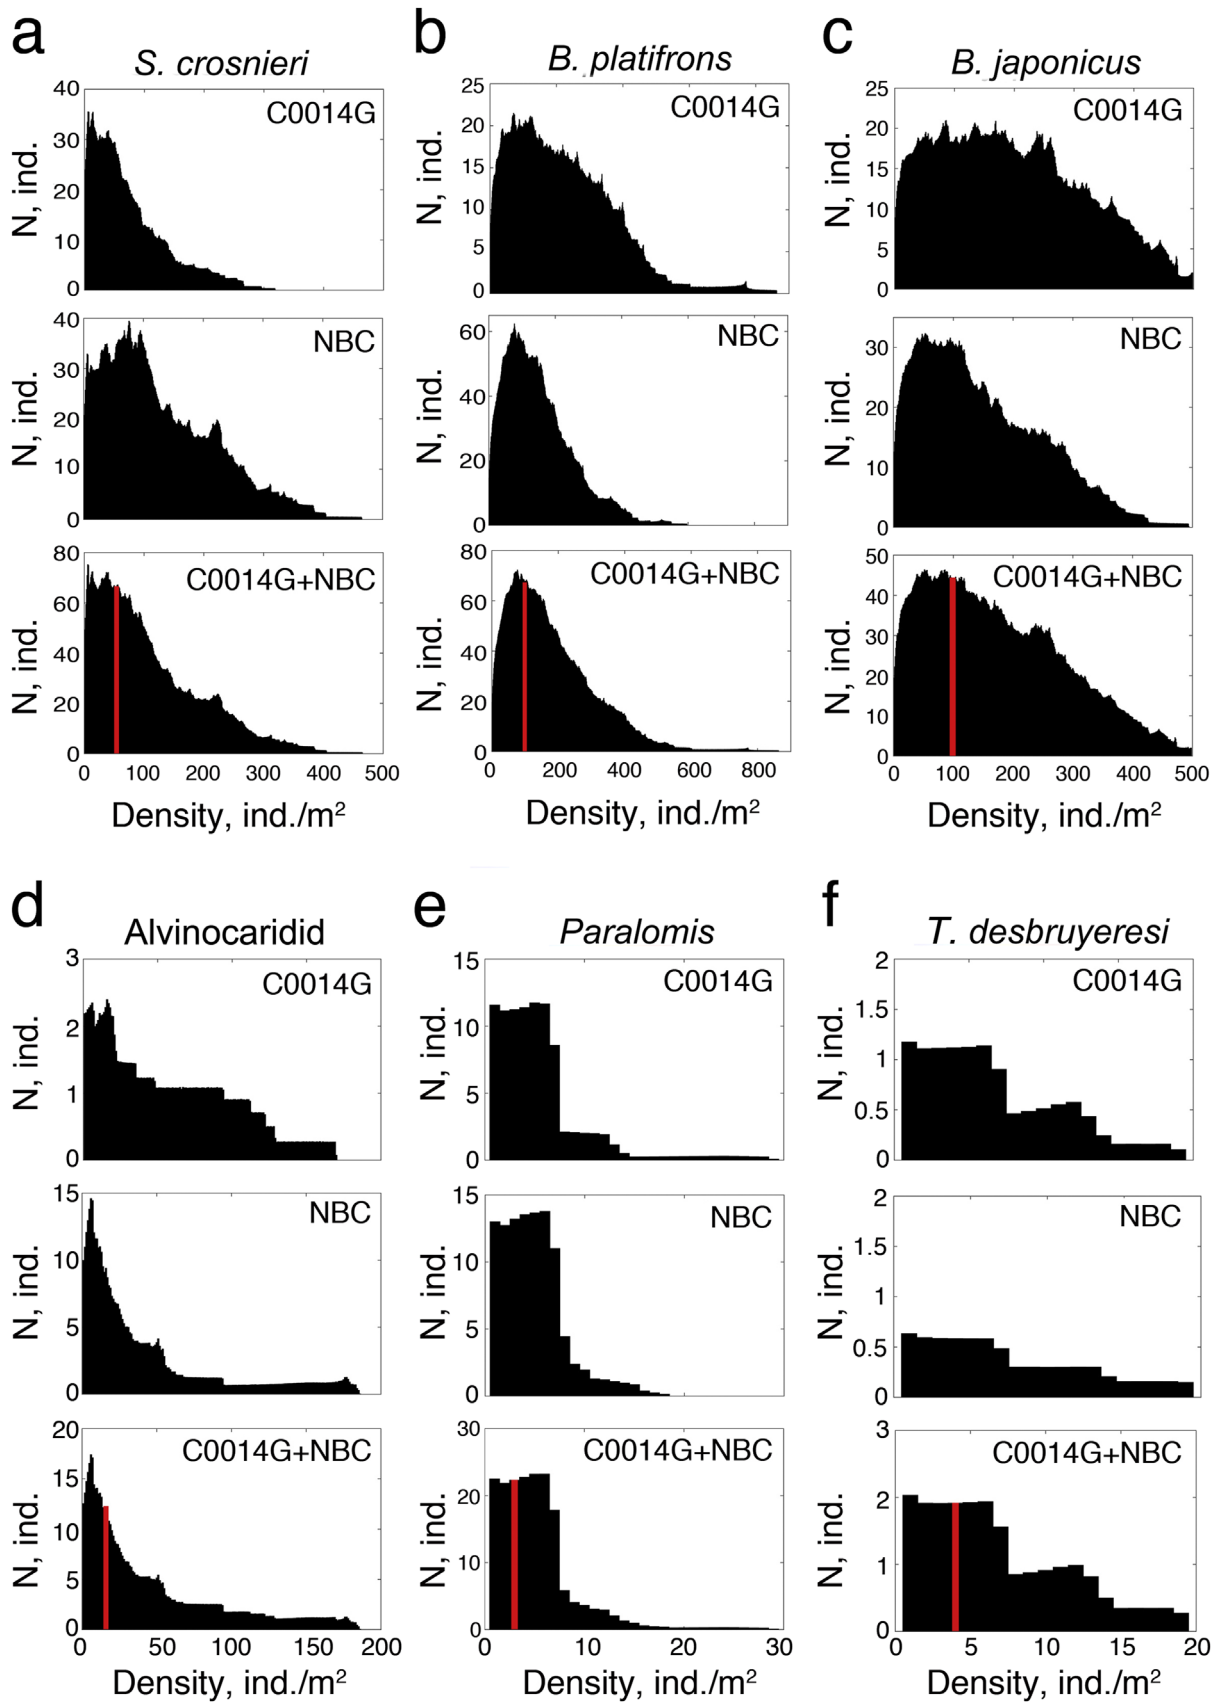 a
S. crosnieri
C0014G
N, ind.
40
30
20
10
0
NBC
N, ind.
40
30
20
10
0
C0014G+NBC
N, ind.
80
60
40
20
0
0 100 200 300 400 500
Density, ind./m²
b
B. platifrons
C0014G
N, ind.
25
20
15
10
5
0
NBC
N, ind.
60
40
20
0
C0014G+NBC
N, ind.
80
60
40
20
0
0 200 400 600 800
Density, ind./m²
c
B. japonicus
C0014G
N, ind.
25
20
15
10
5
0
NBC
N, ind.
30
20
10
0
C0014G+NBC
N, ind.
50
40
30
20
10
0
0 100 200 300 400 500
Density, ind./m²
d
Alvinocaridid
C0014G
N, ind.
3
2
1
0
NBC
N, ind.
15
10
5
0
C0014G+NBC
N, ind.
20
15
10
5
0
0 50 100 150 200
Density, ind./m²
e
Paralomis
C0014G
N, ind.
15
10
5
0
NBC
N, ind.
15
10
5
0
C0014G+NBC
N, ind.
30
20
10
0
0 10 20 30
Density, ind./m²
f
T. desbruyeresi
C0014G
N, ind.
2
1.5
1
0.5
0
NBC
N, ind.
2
1.5
1
0.5
0
C0014G+NBC
N, ind.
3
2
1
0
0 5 10 15 20
Density, ind./m²